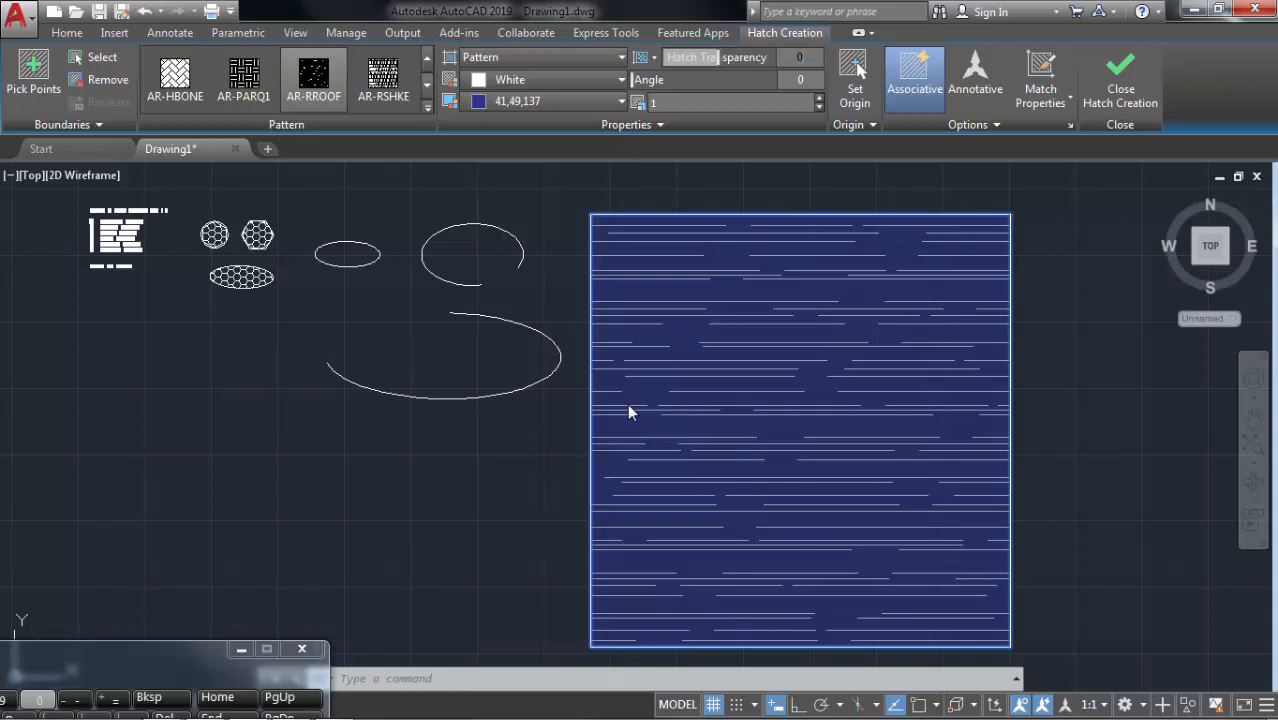 Autodesk AutoCAD 2019 Drawing1.dwg
Type a keyword or phrase
Sign In
Home Insert Annotate Parametric View Manage Output Add-ins Collaborate Express Tools Featured Apps Hatch Creation
Pick Points
Select
Remove
Recreate
Boundaries
AR-HBONE AR-PARQ1 AR-RROOF AR-RSHKE
Pattern
Pattern
White
41,49,137
Hatch Transparency 0
Angle 0
1
Properties
Set
Origin
Origin
Associative
Annotative
Match
Properties
Options
Close
Hatch Creation
Close
Start
Drawing1*
[−][Top][2D Wireframe]
N
W TOP E
S
Unnamed
Y
Type a command
9 0 - - + = Bksp Home PgUp
MODEL 1:1